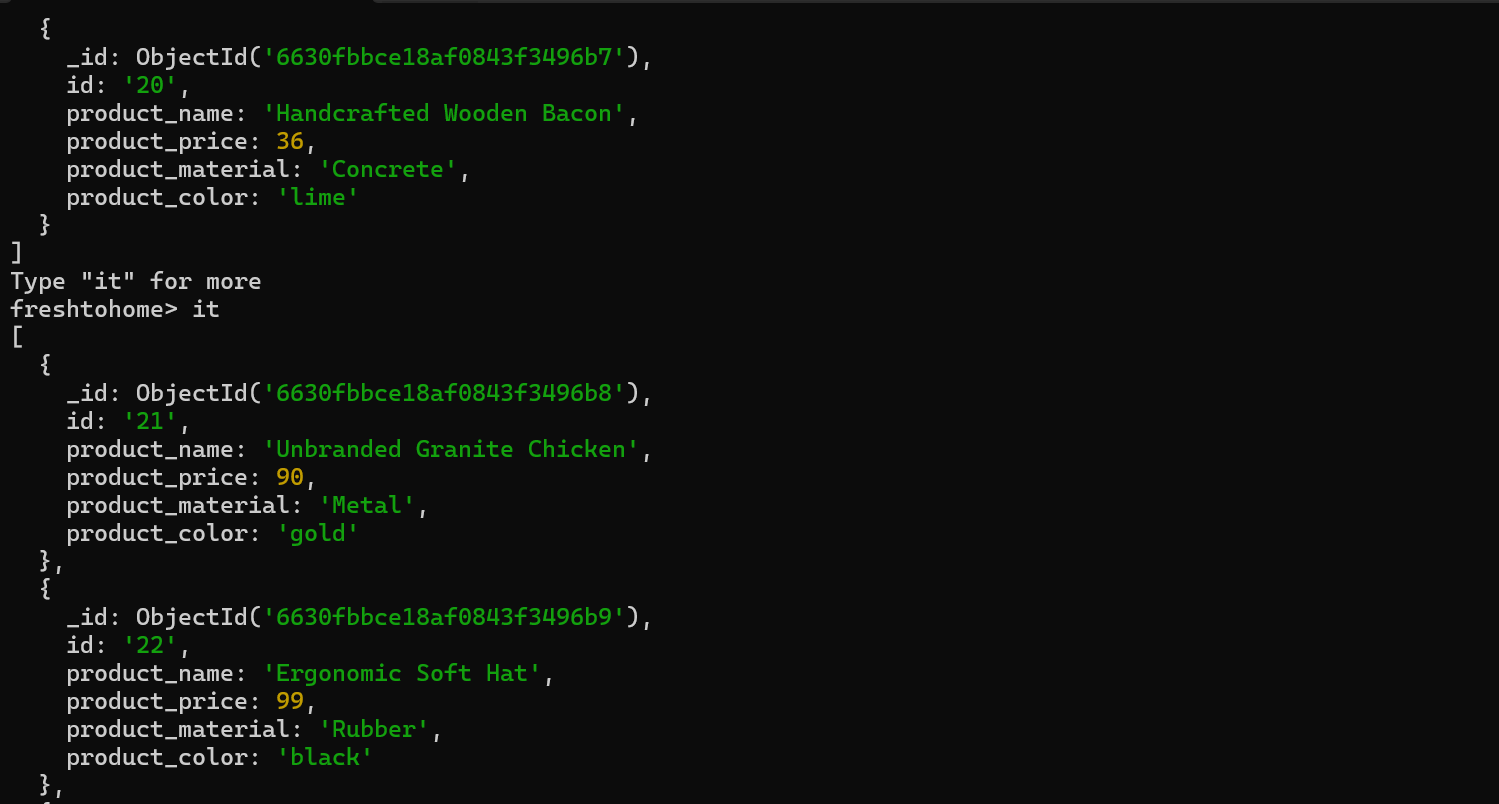 {
    _id: ObjectId('6630fbbce18af0843f3496b7'),
    id: '20',
    product_name: 'Handcrafted Wooden Bacon',
    product_price: 36,
    product_material: 'Concrete',
    product_color: 'lime'
  }
]
Type "it" for more
freshtohome> it
[
  {
    _id: ObjectId('6630fbbce18af0843f3496b8'),
    id: '21',
    product_name: 'Unbranded Granite Chicken',
    product_price: 90,
    product_material: 'Metal',
    product_color: 'gold'
  },
  {
    _id: ObjectId('6630fbbce18af0843f3496b9'),
    id: '22',
    product_name: 'Ergonomic Soft Hat',
    product_price: 99,
    product_material: 'Rubber',
    product_color: 'black'
  },